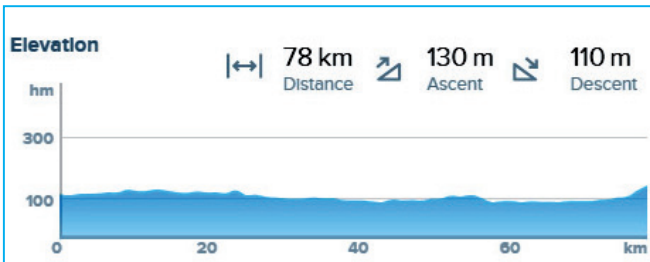 Elevation
78 km 130 m 110 m
Distance Ascent Descent
hm
300
100
0 20 40 60 km